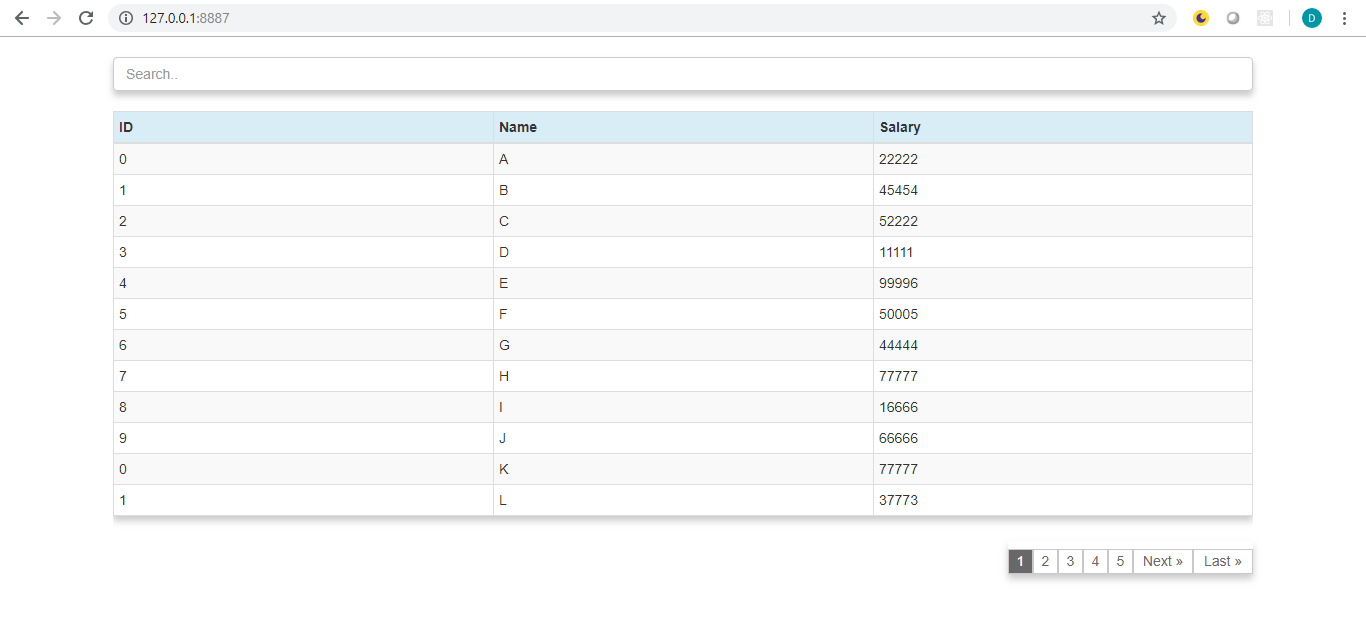 127.0.0.1:8887
D
Search..
ID Name Salary
0 A 22222
1 B 45454
2 C 52222
3 D 11111
4 E 99996
5 F 50005
6 G 44444
7 H 77777
8 I 16666
9 J 66666
0 K 77777
1 L 37773
1 2 3 4 5 Next » Last »